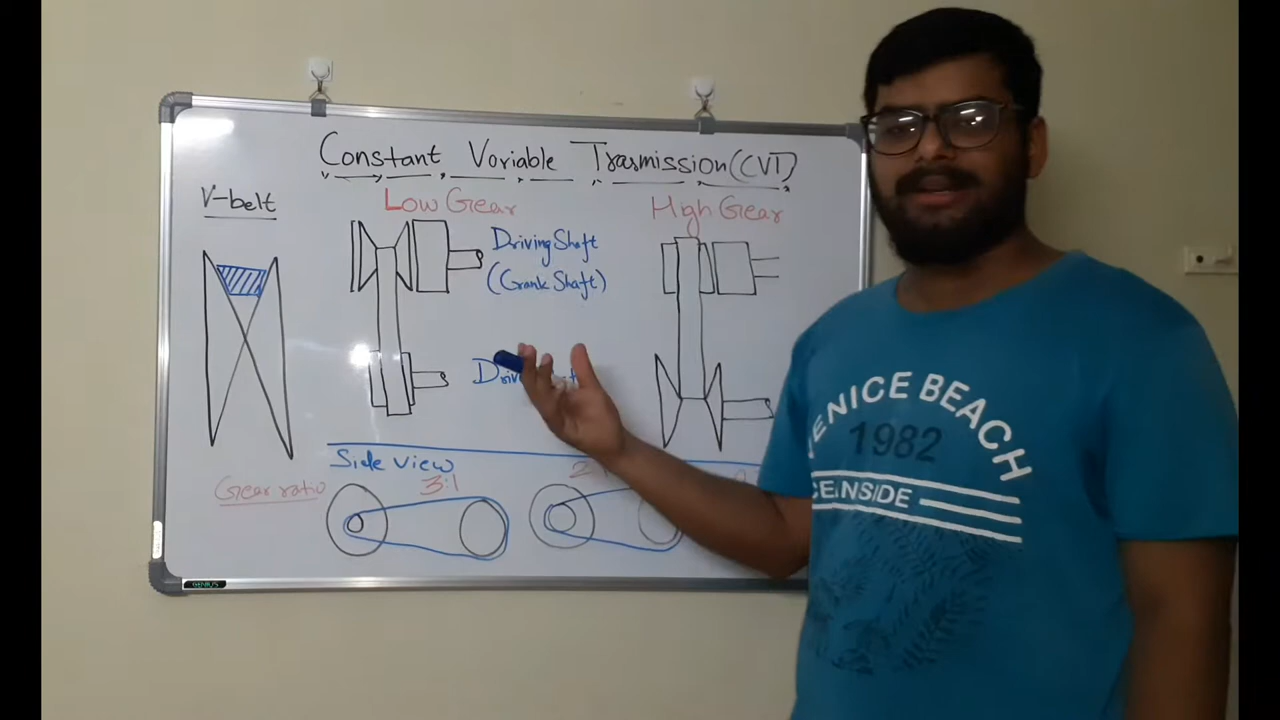 Constant Voriable Trasmission(CVT)
V-belt
Low Gear
High Gear
Driving Shaft
(Crank Shaft)
Side view
Gear ratio
3:1
GENIUS
VENICE BEACH
1982